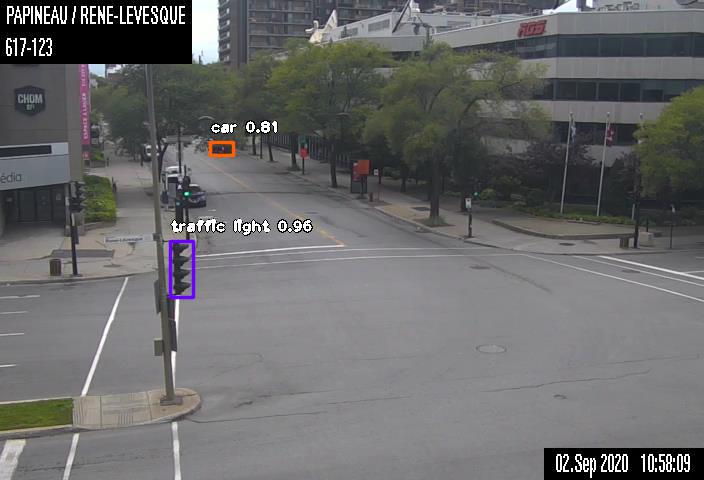 PAPINEAU / RENE-LEVESQUE
617-123
CHOM
car 0.81
édia
traffic light 0.96
02.Sep 2020 10:58:09